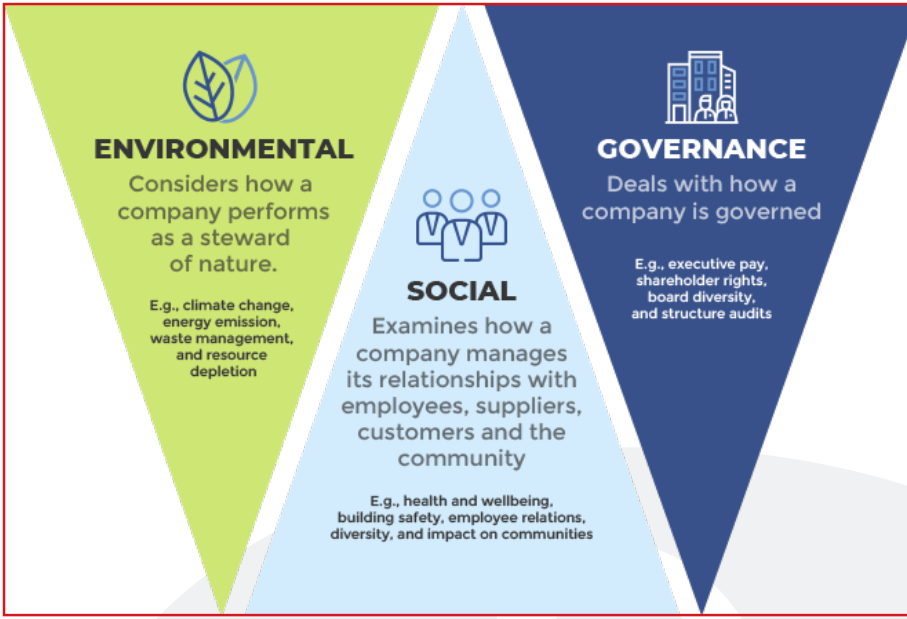 ENVIRONMENTAL
Considers how a
company performs
as a steward
of nature.
E.g., climate change,
energy emission,
waste management,
and resource
depletion
SOCIAL
Examines how a
company manages
its relationships with
employees, suppliers,
customers and the
community
E.g., health and wellbeing,
building safety, employee relations,
diversity, and impact on communities
GOVERNANCE
Deals with how a
company is governed
E.g., executive pay,
shareholder rights,
board diversity,
and structure audits